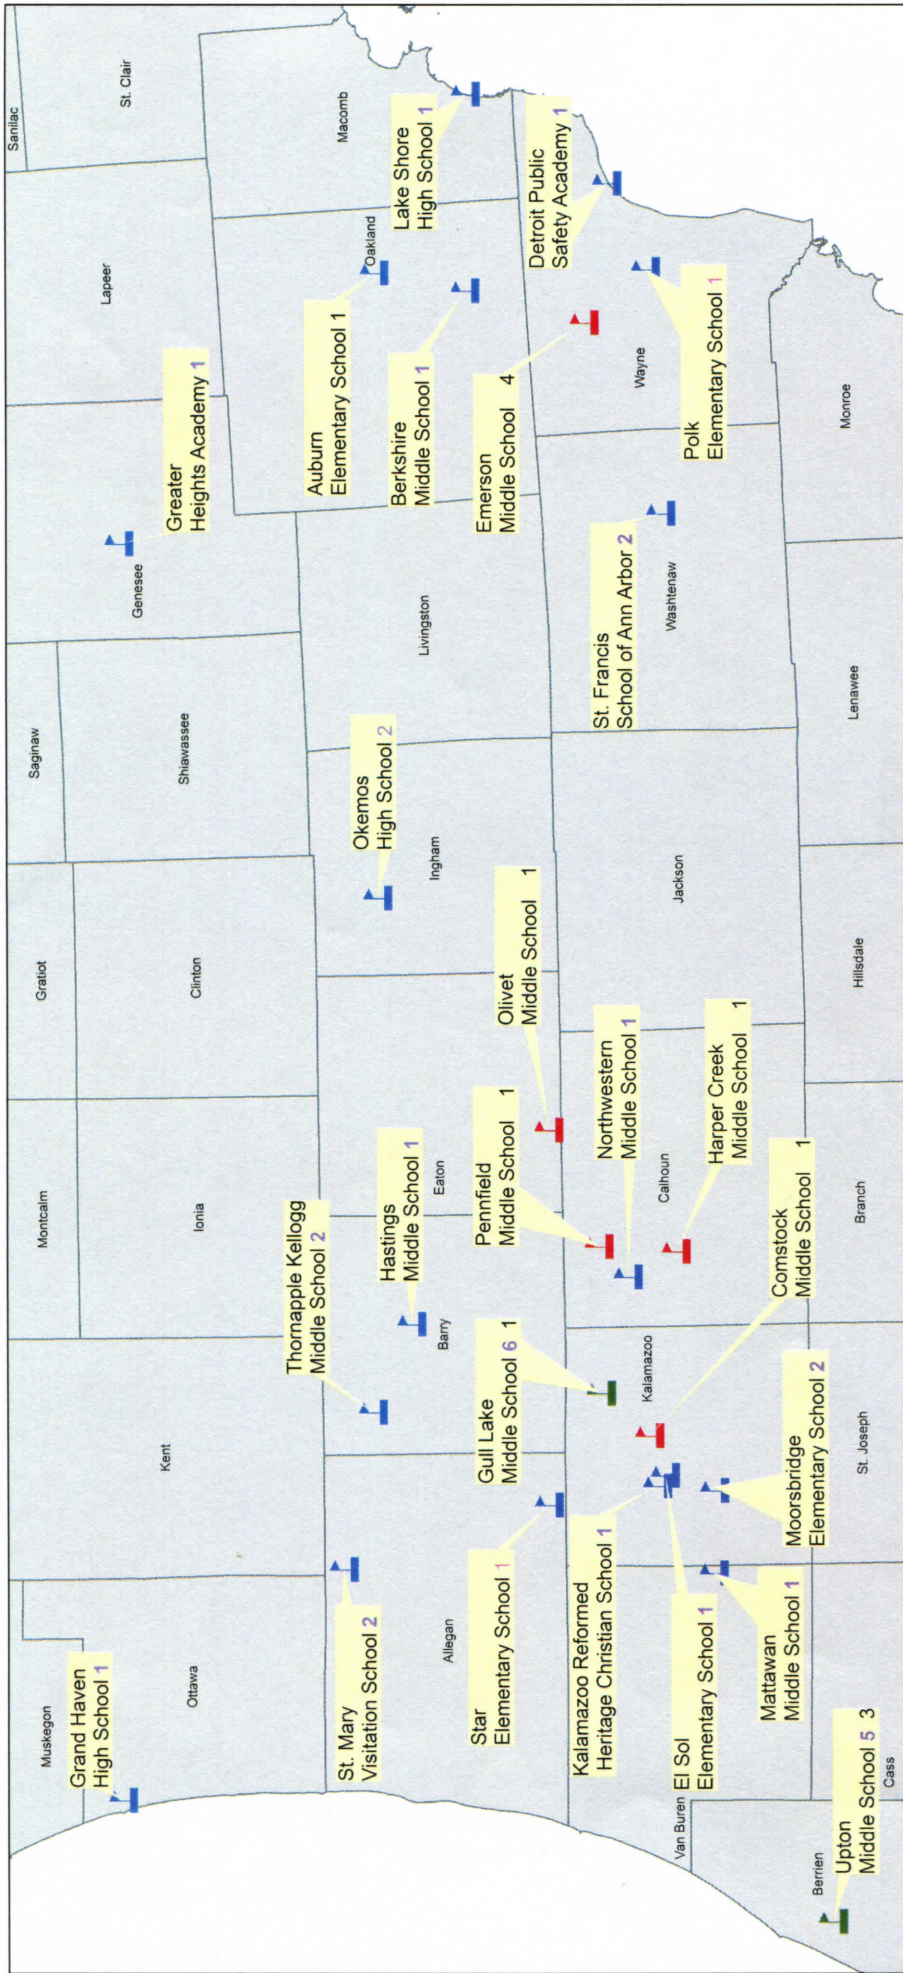 Sanilac
St. Clair
Muskegon
Montcalm
Gratiot
Saginaw
Lapeer
Genesee
Greater
Heights Academy 1
Grand Haven
High School 1
Ottawa
Kent
Ionia
Clinton
Shiawassee
Macomb
Oakland
Lake Shore
High School 1
Auburn
Elementary School 1
Berkshire
Middle School 1
Thornapple Kellogg
Middle School 2
Okemos
High School 2
St. Mary
Visitation School 2
Hastings
Middle School 1
Allegan
Barry
Eaton
Ingham
Livingston
Star
Elementary School 1
Gull Lake 1
Middle School 6
Pennfield
Middle School 1
Olivet
Middle School 1
Emerson
Middle School 4
Detroit Public
Safety Academy 1
Kalamazoo Reformed
Heritage Christian School 1
Northwestern
Middle School 1
St. Francis
School of Ann Arbor 2
Van Buren
Kalamazoo
Calhoun
Jackson
Washtenaw
Wayne
El Sol
Elementary School 1
Harper Creek
Middle School 1
Polk
Elementary School 1
Mattawan
Middle School 1
Moorsbridge
Elementary School 2
Comstock
Middle School 1
Berrien
Upton
Middle School 5 3
Cass
St. Joseph
Branch
Hillsdale
Lenawee
Monroe